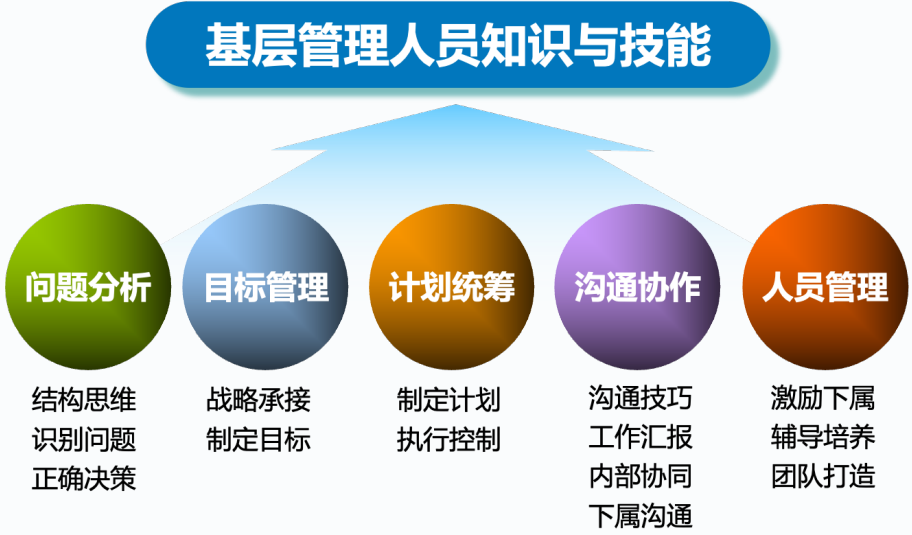 基层管理人员知识与技能
问题分析
目标管理
计划统筹
沟通协作
人员管理
结构思维
识别问题
正确决策
战略承接
制定目标
制定计划
执行控制
沟通技巧
工作汇报
内部协同
下属沟通
激励下属
辅导培养
团队打造